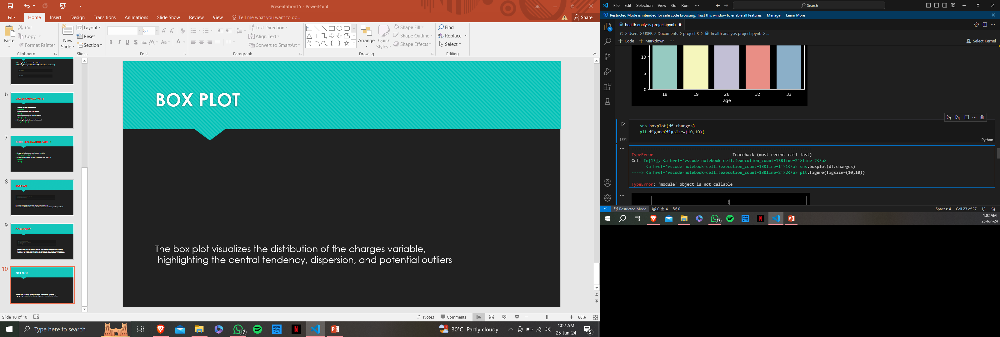 Presentation15 - PowerPoint
File
Home
Insert
Design
Transitions
Animations
Slide Show
Review
View
Tell me what you want to do...
Share
Paste
Cut
Copy
Format Painter
Clipboard
New
Slide
Layout
Reset
Section
Slides
8+
Font
Text Direction
Align Text
Convert to SmartArt
Paragraph
Arrange
Quick
Styles
Shape Fill
Shape Outline
Shape Effects
Drawing
Find
Replace
Select
Editing
6
CODE EXPLANATION PART-2
7
CODE EXPLANATION PART -3
8
BAR PLOT
9
COUNTPLOT
10
BOX PLOT
BOX PLOT
The box plot visualizes the distribution of the charges variable,
highlighting the central tendency, dispersion, and potential outliers.
Slide 10 of 10
Notes
Comments
88%
Type here to search
17
prime video
30°C Partly cloudy
1:02 AM
25-Jun-24
5
File Edit Selection View Go Run ···
Search
Restricted Mode is intended for safe code browsing. Trust this window to enable all features. Manage Learn More
health analysis project.ipynb
C: > Users > USER > Documents > project 3 > health analysis project.ipynb > ...
+ Code + Markdown ···
Select Kernel
10
5
0
18 19 28 32 33
age
sns.boxplot(df.charges)
plt.figure(figsize=(10,10))
[13]
Python
---------------------------------------------------------------------------
TypeError Traceback (most recent call last)
Cell In[13], <a href='vscode-notebook-cell:?execution_count=13&line=2'>line 2</a>
<a href='vscode-notebook-cell:?execution_count=13&line=1'>1</a> sns.boxplot(df.charges)
----> <a href='vscode-notebook-cell:?execution_count=13&line=2'>2</a> plt.figure(figsize=(10,10))
TypeError: 'module' object is not callable
Restricted Mode
0 4
0
Spaces: 4
Cell 23 of 27
17
1:02 AM
25-Jun-24